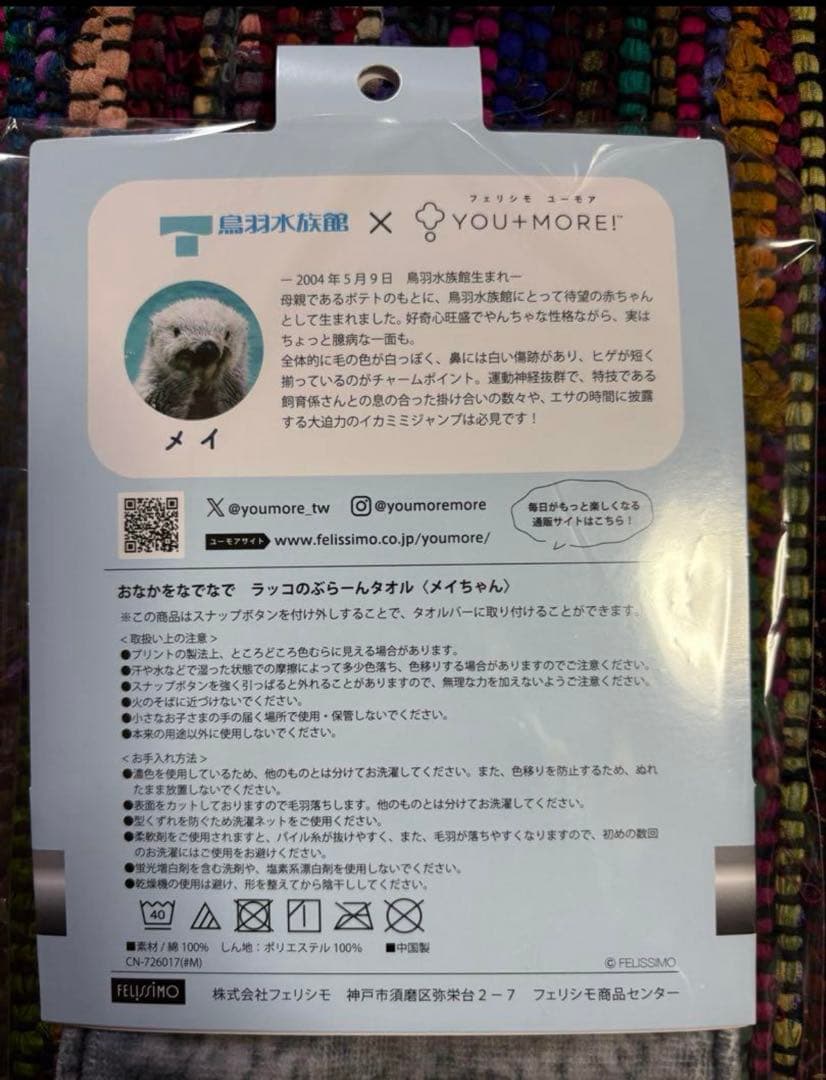 フェリシモ ユーモア
鳥羽水族館 × YOU+MORE!™
ー 2004 年 5 月 9 日　鳥羽水族館生まれー
母親であるポテトのもとに、鳥羽水族館にとって待望の赤ちゃん
として生まれました。好奇心旺盛でやんちゃな性格ながら、実は
ちょっと臆病な一面も。
全体的に毛の色が白っぽく、鼻には白い傷跡があり、ヒゲが短く
揃っているのがチャームポイント。運動神経抜群で、特技である
飼育係さんとの息の合った掛け合いの数々や、エサの時間に披露
する大迫力のイカミミジャンプは必見です！
メイ
@youmore_tw @youmoremore
ユーモアサイト www.felissimo.co.jp/youmore/
毎日がもっと楽しくなる
通販サイトはこちら！
おなかをなでなで　ラッコのぶらーんタオル〈メイちゃん〉
※この商品はスナップボタンを付け外しすることで、タオルバーに取り付けることができます。
＜取扱い上の注意＞
●プリントの製法上、ところどころ色むらに見える場合があります。
●汗や水などで湿った状態での摩擦によって多少色落ち、色移りする場合がありますのでご注意ください。
●スナップボタンを強く引っぱると外れることがありますので、無理な力を加えないようご注意ください。
●火のそばに近づけないでください。
●小さなお子さまの手の届く場所で使用・保管しないでください。
●本来の用途以外に使用しないでください。
＜お手入れ方法＞
●濃色を使用しているため、他のものとは分けてお洗濯してください。また、色移りを防止するため、ぬれ
たまま放置しないでください。
●表面をカットしておりますので毛羽落ちします。他のものとは分けてお洗濯してください。
●型くずれを防ぐため洗濯ネットをご使用ください。
●柔軟剤をご使用されますと、パイル糸が抜けやすく、また、毛羽が落ちやすくなりますので、初めの数回
のお洗濯にはご使用をお避けください。
●蛍光増白剤を含む洗剤や、塩素系漂白剤を使用しないでください。
●乾燥機の使用は避け、形を整えてから陰干ししてください。
40
■素材 / 綿 100%　しん地：ポリエステル 100%　■中国製
CN-726017(#M)
© FELISSIMO
FELISSIMO 株式会社フェリシモ　神戸市須磨区弥栄台２－７　フェリシモ商品センター